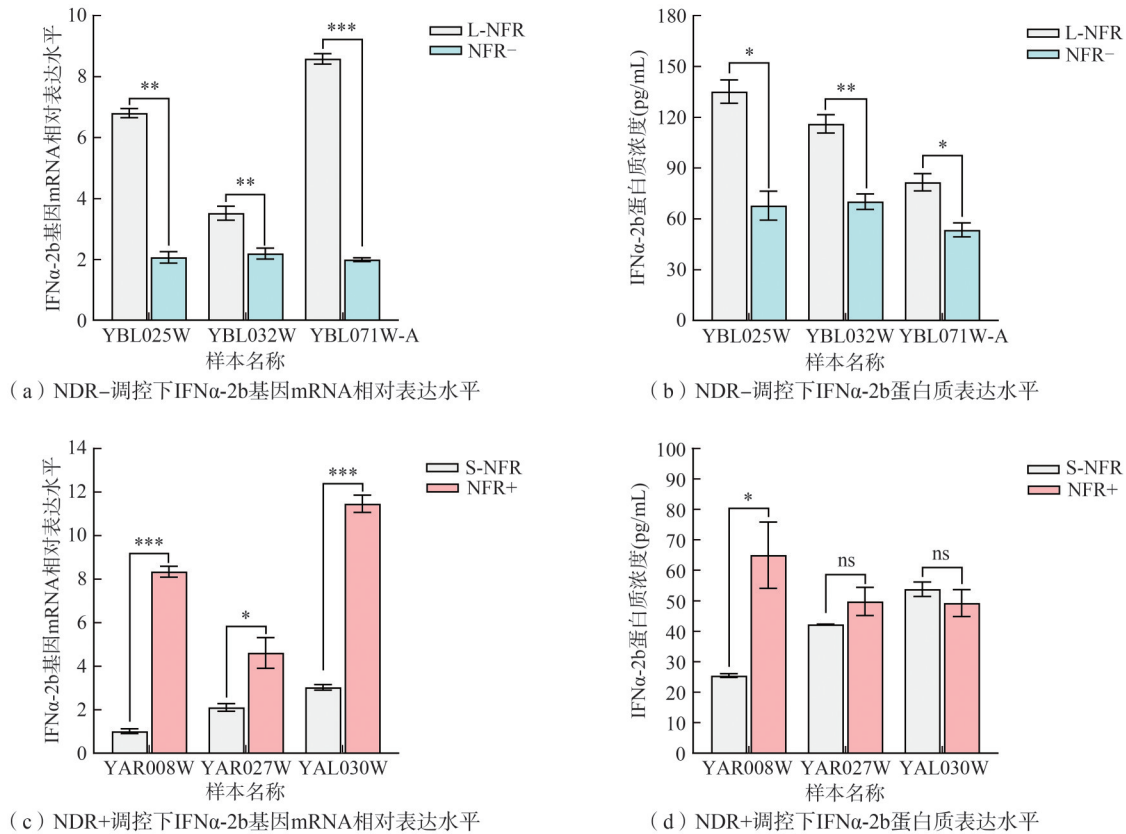 10
8
6
4
2
0
IFNα-2b基因mRNA相对表达水平
**
**
***
L-NFR
NFR−
YBL025W YBL032W YBL071W-A
样本名称
（a）NDR–调控下IFNα-2b基因mRNA相对表达水平
180
150
120
90
60
30
0
IFNα-2b蛋白质浓度(pg/mL)
*
**
*
L-NFR
NFR−
YBL025W YBL032W YBL071W-A
样本名称
（b）NDR–调控下IFNα-2b蛋白质表达水平
14
12
10
8
6
4
2
0
IFNα-2b基因mRNA相对表达水平
***
*
***
S-NFR
NFR+
YAR008W YAR027W YAL030W
样本名称
（c）NDR+调控下IFNα-2b基因mRNA相对表达水平
100
90
80
70
60
50
40
30
20
10
0
IFNα-2b蛋白质浓度(pg/mL)
*
ns
ns
S-NFR
NFR+
YAR008W YAR027W YAL030W
样本名称
（d）NDR+调控下IFNα-2b蛋白质表达水平